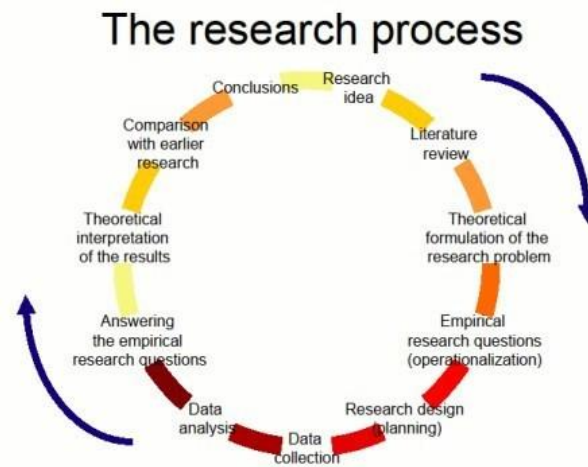 The research process
Research
idea
Literature
review
Theoretical
formulation of the
research problem
Empirical
research questions
(operationalization)
Research design
(planning)
Data
collection
Data
analysis
Answering
the empirical
research questions
Theoretical
interpretation
of the results
Comparison
with earlier
research
Conclusions